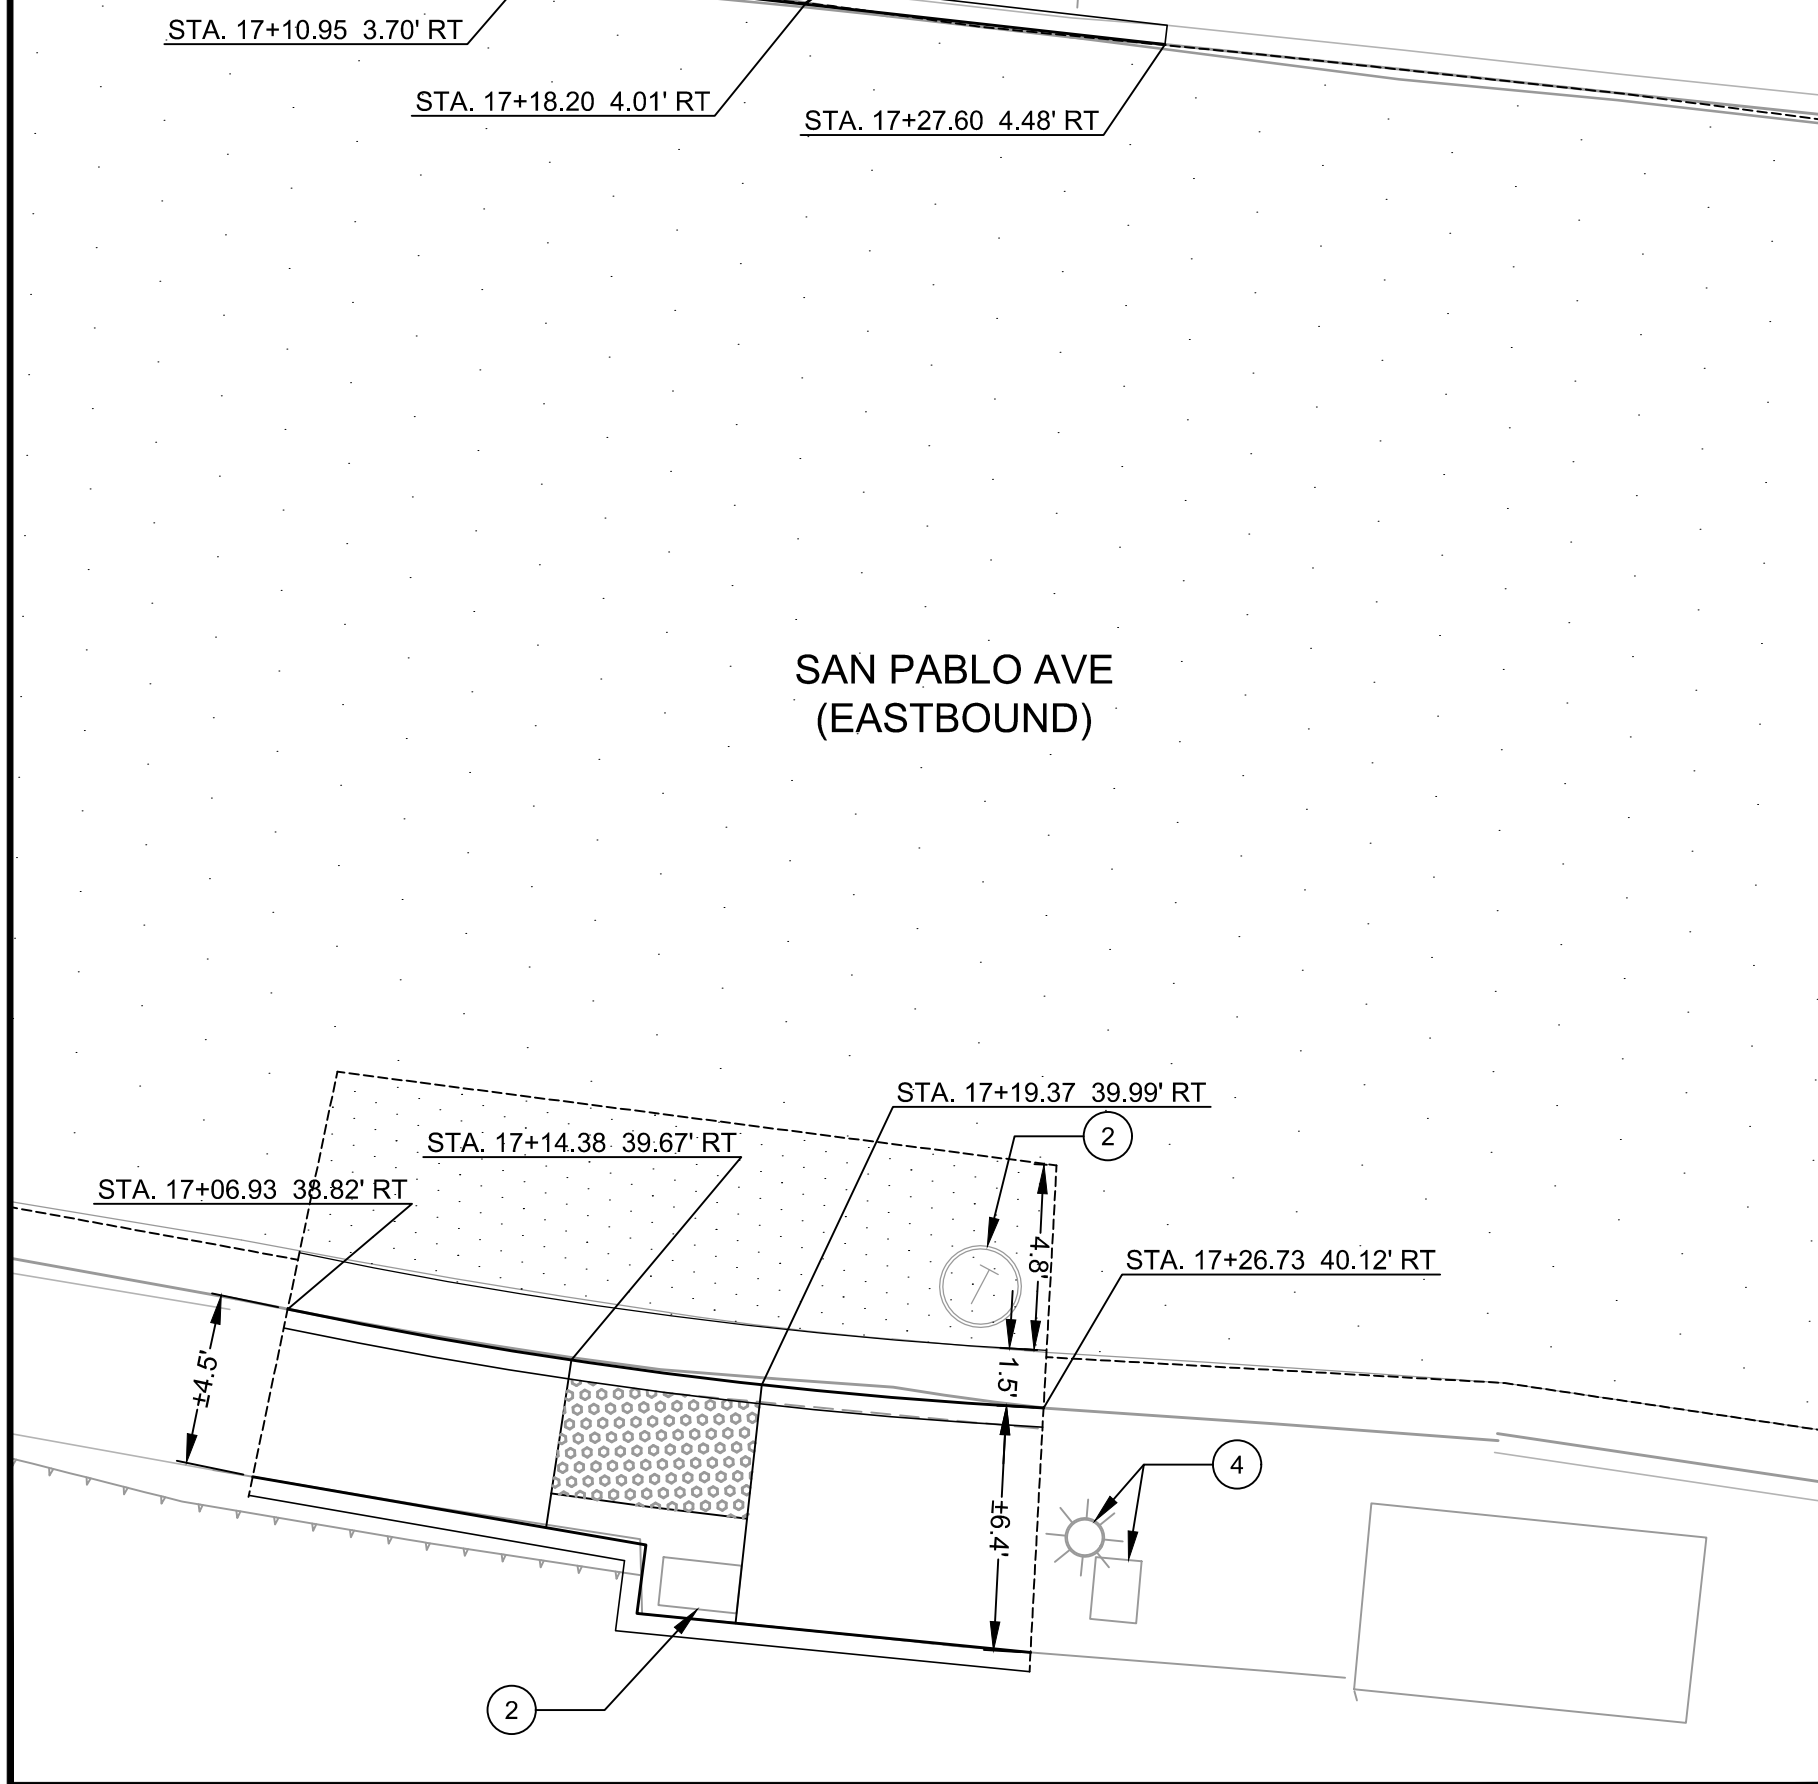 STA. 17+10.95 3.70' RT
STA. 17+18.20 4.01' RT
STA. 17+27.60 4.48' RT
SAN PABLO AVE
(EASTBOUND)
STA. 17+19.37 39.99' RT
2
STA. 17+14.38 39.67' RT
STA. 17+06.93 38.82' RT
4.8'
STA. 17+26.73 40.12' RT
±4.5'
1.5'
4
±6.4'
2